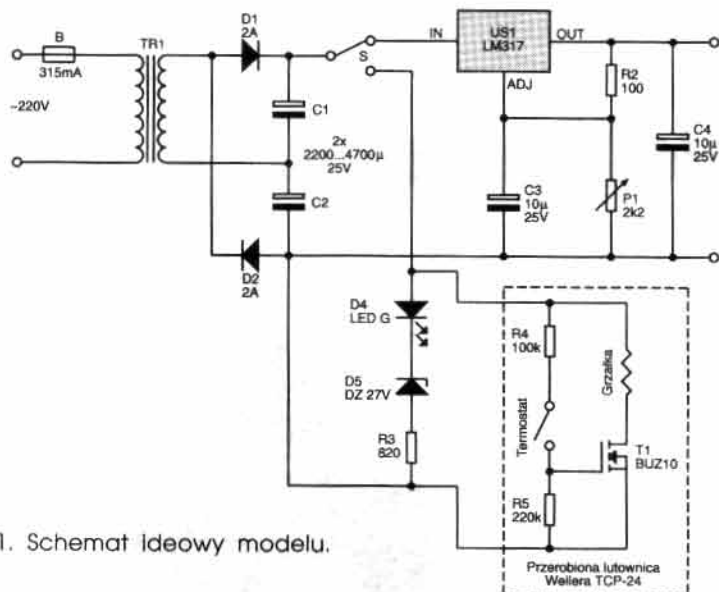 B
315mA
~220V
TR1
D1
2A
C1
2x
2200...4700µ
25V
C2
D2
2A
S
IN
US1
LM317
OUT
ADJ
R2
100
C3
10µ
25V
P1
2k2
C4
10µ
25V
D4
LED G
D5
DZ 27V
R3
820
R4
100k
Termostat
R5
220k
Grzałka
T1
BUZ10
Przerobiona lutownica
Wellera TCP-24
1. Schemat ideowy modelu.